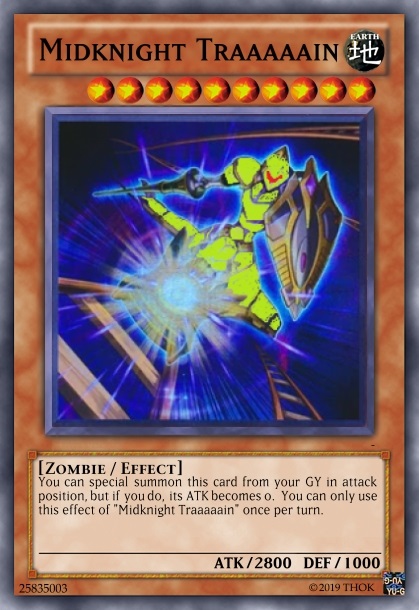 MIDKNIGHT TRAAAAAIN
EARTH
地
[ZOMBIE / EFFECT]
You can special summon this card from your GY in attack
position, but if you do, its ATK becomes 0. You can only use
this effect of "Midknight Traaaaain" once per turn.
ATK/2800 DEF/1000
25835003
©2019 THOK
YU-G